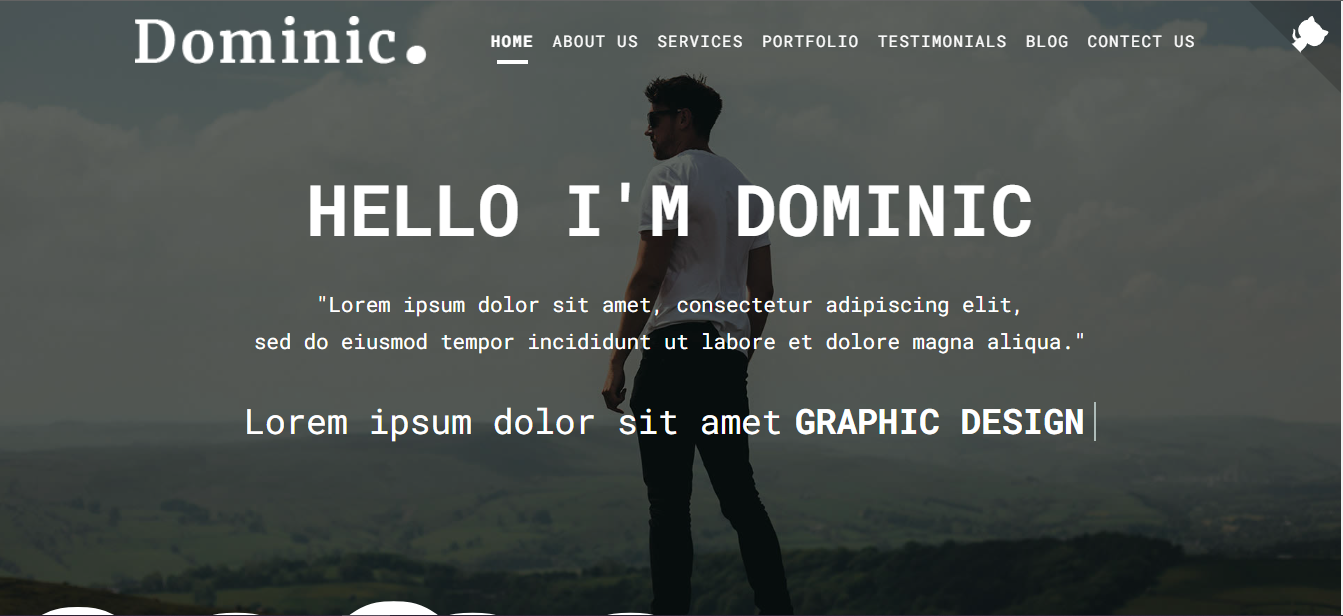 Dominic.
HOME ABOUT US SERVICES PORTFOLIO TESTIMONIALS BLOG CONTACT US
HELLO I'M DOMINIC
"Lorem ipsum dolor sit amet, consectetur adipiscing elit,
sed do eiusmod tempor incididunt ut labore et dolore magna aliqua."
Lorem ipsum dolor sit amet GRAPHIC DESIGN